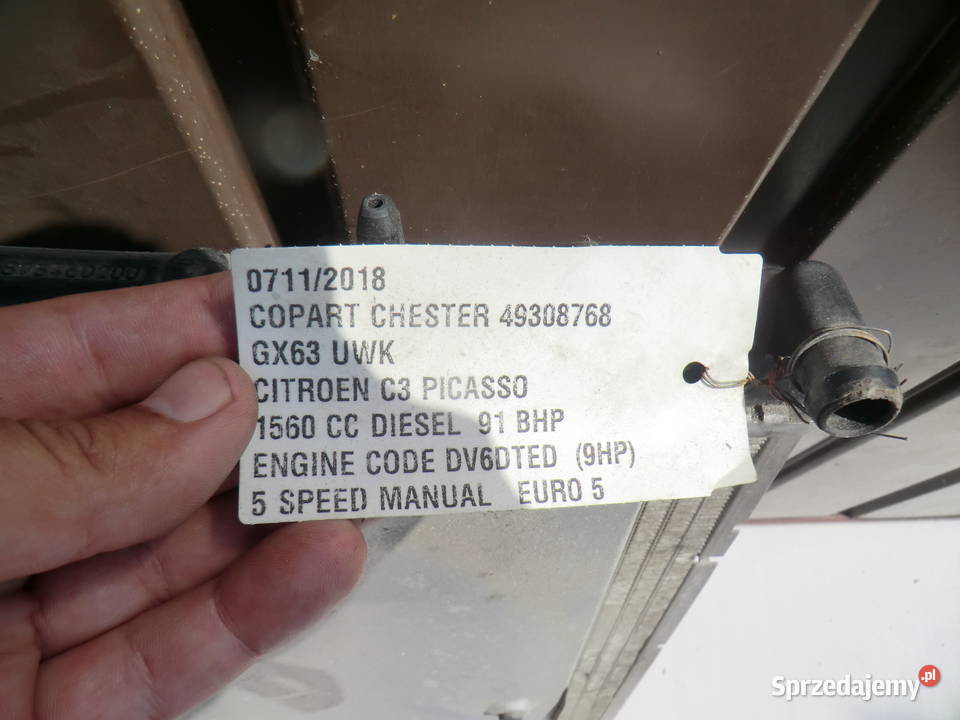 0711/2018
COPART CHESTER 49308768
GX63 UWK
CITROEN C3 PICASSO
1560 CC DIESEL 91 BHP
ENGINE CODE DV6DTED (9HP)
5 SPEED MANUAL EURO 5
Sprzedajemy.pl